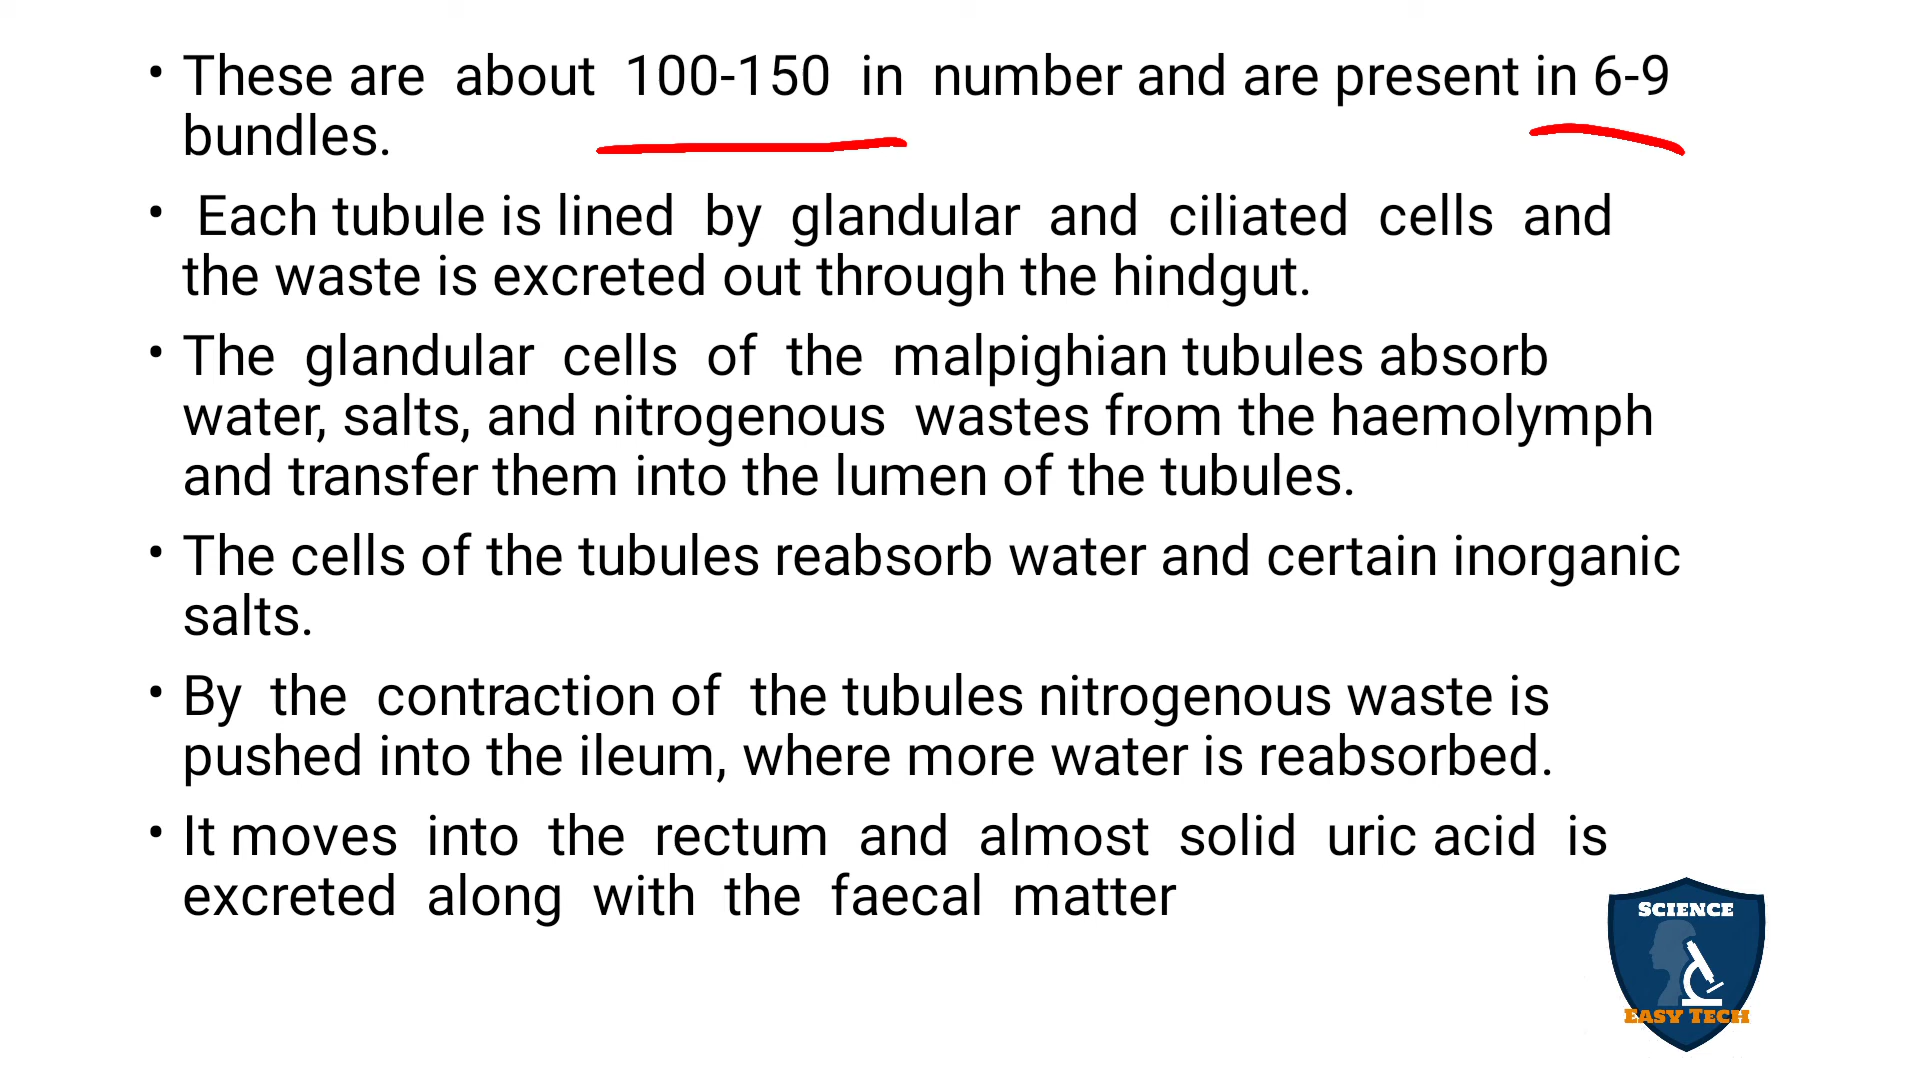 • These are about 100-150 in number and are present in 6-9
bundles.
• Each tubule is lined by glandular and ciliated cells and
the waste is excreted out through the hindgut.
• The glandular cells of the malpighian tubules absorb
water, salts, and nitrogenous wastes from the haemolymph
and transfer them into the lumen of the tubules.
• The cells of the tubules reabsorb water and certain inorganic
salts.
• By the contraction of the tubules nitrogenous waste is
pushed into the ileum, where more water is reabsorbed.
• It moves into the rectum and almost solid uric acid is
excreted along with the faecal matter
SCIENCE
EASY TECH